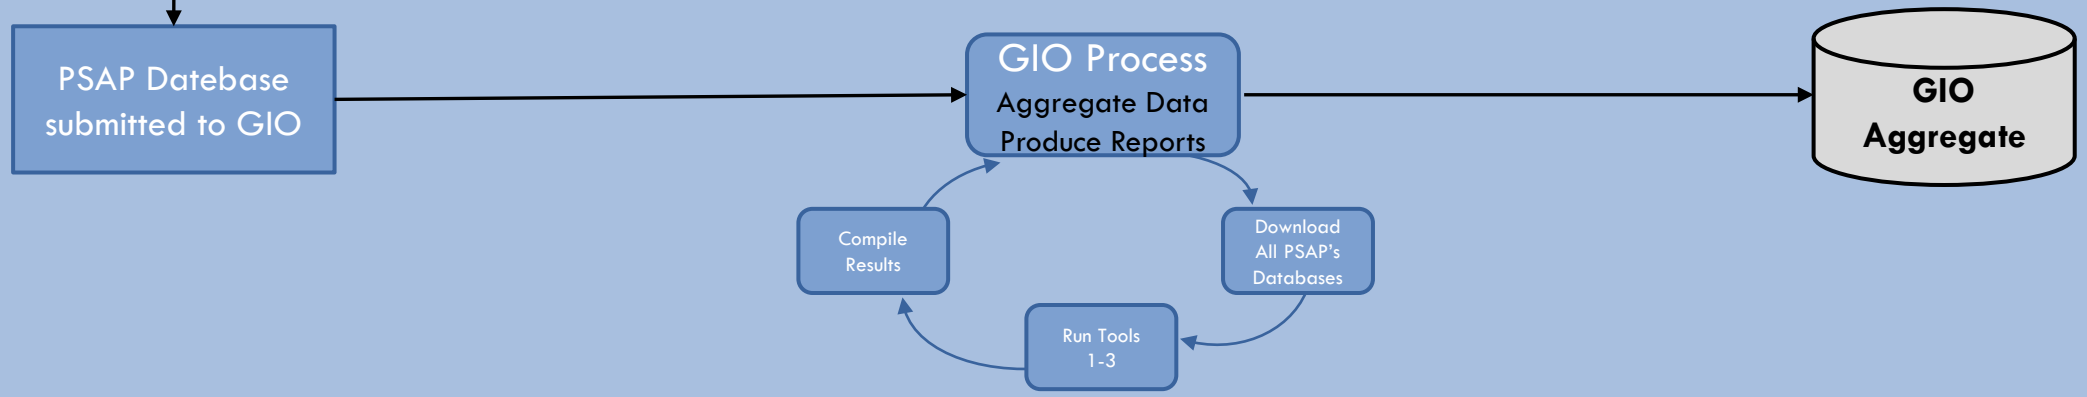 PSAP Datebase
submitted to GIO
GIO Process
Aggregate Data
Produce Reports
GIO
Aggregate
Download
All PSAP’s
Databases
Run Tools
1-3
Compile
Results